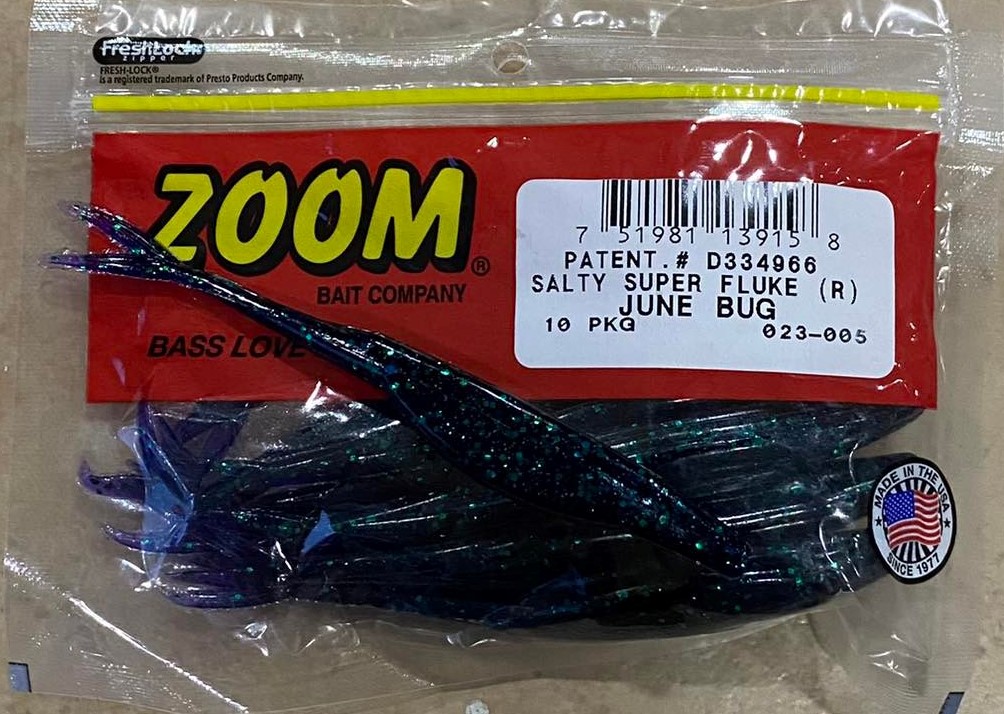 FreshLock
zipper
FRESH-LOCK®
is a registered trademark of Presto Products Company.
ZOOM®
BAIT COMPANY
BASS LOVE
7 51981 13915 8
PATENT.# D334966
SALTY SUPER FLUKE (R)
JUNE BUG
10 PKG 023-005
MADE IN THE USA
SINCE 1977